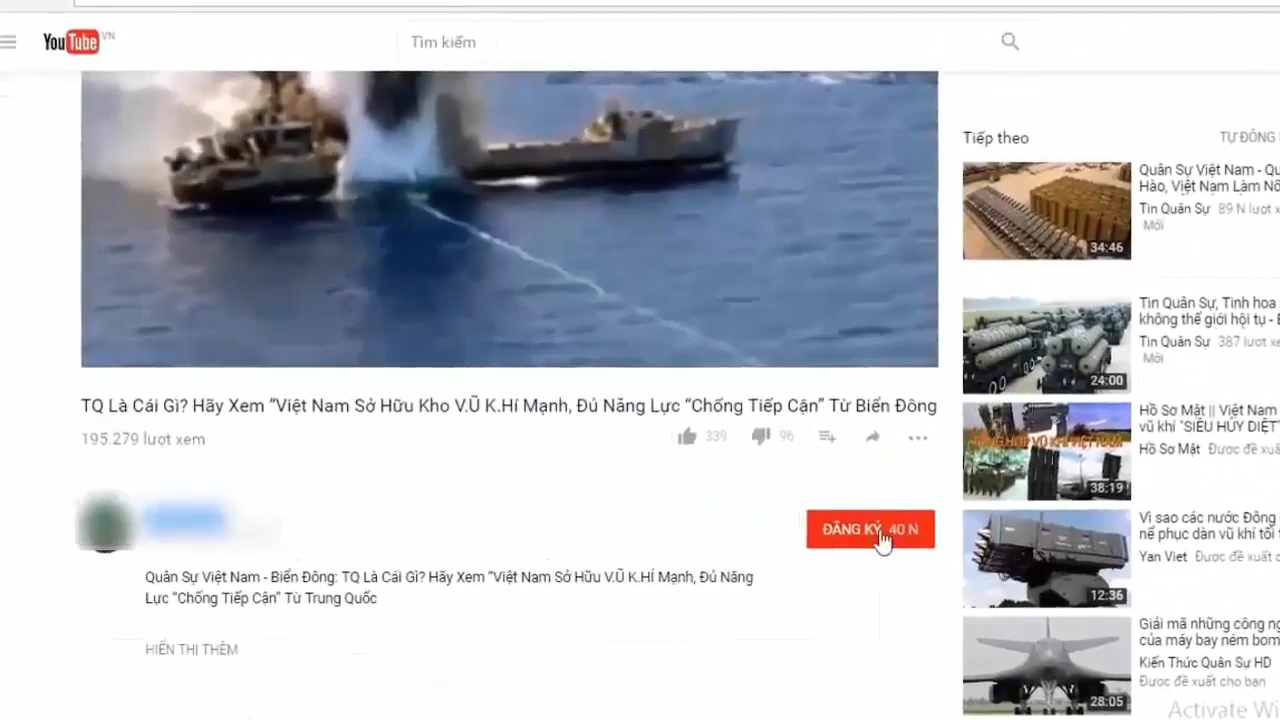 YouTube VN
Tìm kiếm
TQ Là Cái Gì? Hãy Xem “Việt Nam Sở Hữu Kho V.Ũ K.Hí Mạnh, Đủ Năng Lực “Chống Tiếp Cận” Từ Biển Đông
195.279 lượt xem
339
96
ĐĂNG KÝ 40 N
Quân Sự Việt Nam - Biển Đông: TQ Là Cái Gì? Hãy Xem “Việt Nam Sở Hữu V.Ũ K.HÍ Mạnh, Đủ Năng
Lực “Chống Tiếp Cận” Từ Trung Quốc
HIỂN THỊ THÊM
Tiếp theo
TỰ ĐỘNG
34:46
Quân Sự Việt Nam - Qu
Hào, Việt Nam Làm Nó
Tin Quân Sự 89 N lượt x
Mới
24:00
Tin Quân Sự, Tinh hoa
không thế giới hội tụ - Đ
Tin Quân Sự 387 lượt xe
Mới
38:19
Hồ Sơ Mật || Việt Nam
vũ khí "SIÊU HỦY DIỆT"
Hồ Sơ Mật Được đề xuấ
12:36
Vì sao các nước Đông
nể phục dàn vũ khí tối t
Yan Viet Được đề xuất c
28:05
Giải mã những công ng
của máy bay ném bom
Kiến Thức Quân Sự HD
Được đề xuất cho bạn
Activate Wi